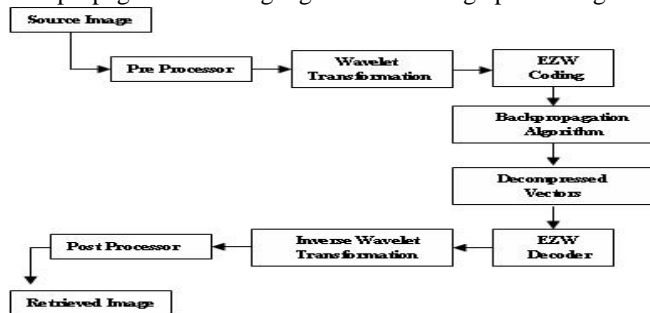 Source Image
Pre Processor
Wavelet
Transformation
EZW
Coding
Backpropagation
Algorithm
Decompressed
Vectors
EZW
Decoder
Inverse Wavelet
Transformation
Post Processor
Retrieved Image